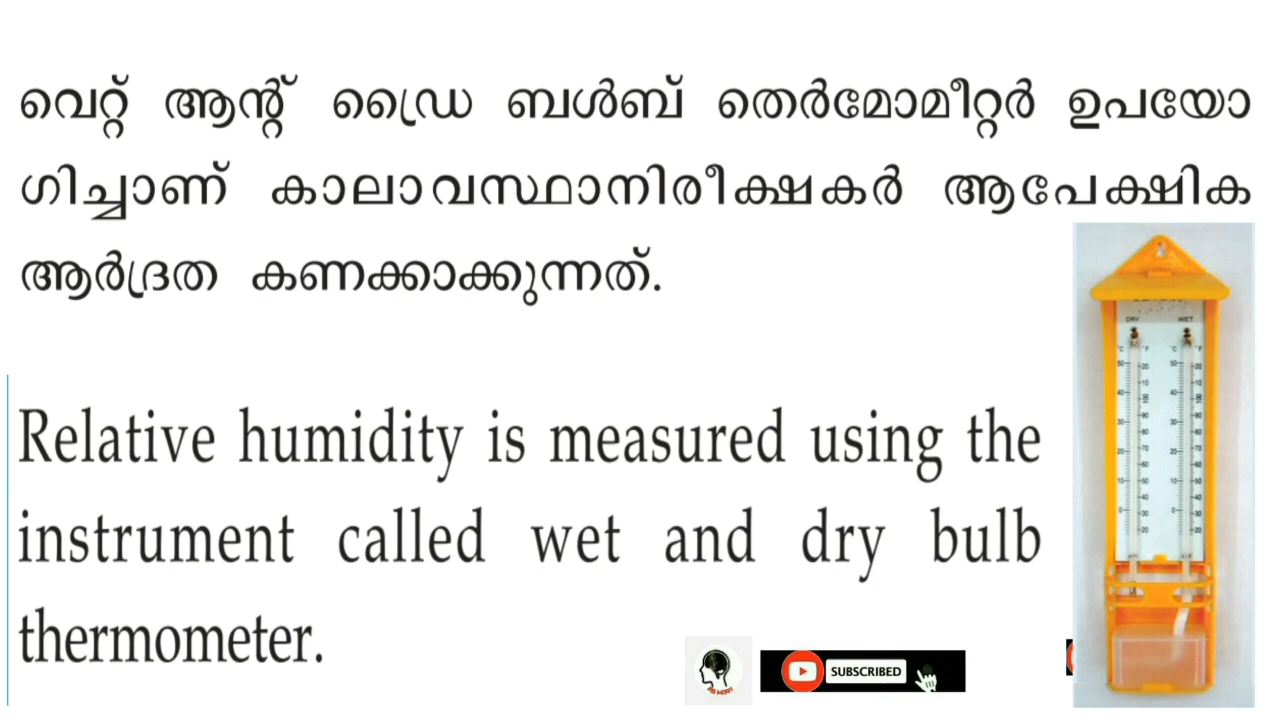 വെറ്റ് ആന്റ് ഡ്രൈ ബൾബ് തെർമോമീറ്റർ ഉപയോ
ഗിച്ചാണ് കാലാവസ്ഥാനിരീക്ഷകർ ആപേക്ഷിക
ആർദ്രത കണക്കാക്കുന്നത്.
Relative humidity is measured using the
instrument called wet and dry bulb
thermometer.
DRY WET
SUBSCRIBED